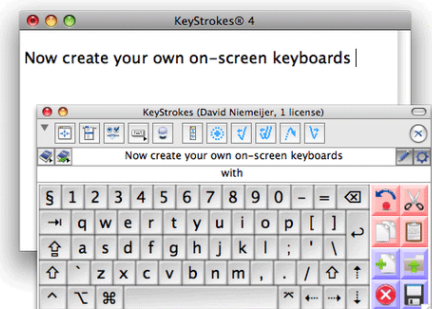 KeyStrokes® 4
Now create your own on-screen keyboards
KeyStrokes (David Niemeijer, 1 license)
Now create your own on-screen keyboards
with
§ 1 2 3 4 5 6 7 8 9 0 - =
q w e r t y u i o p [ ]
a s d f g h j k l ; ' \
` z x c v b n m , . /